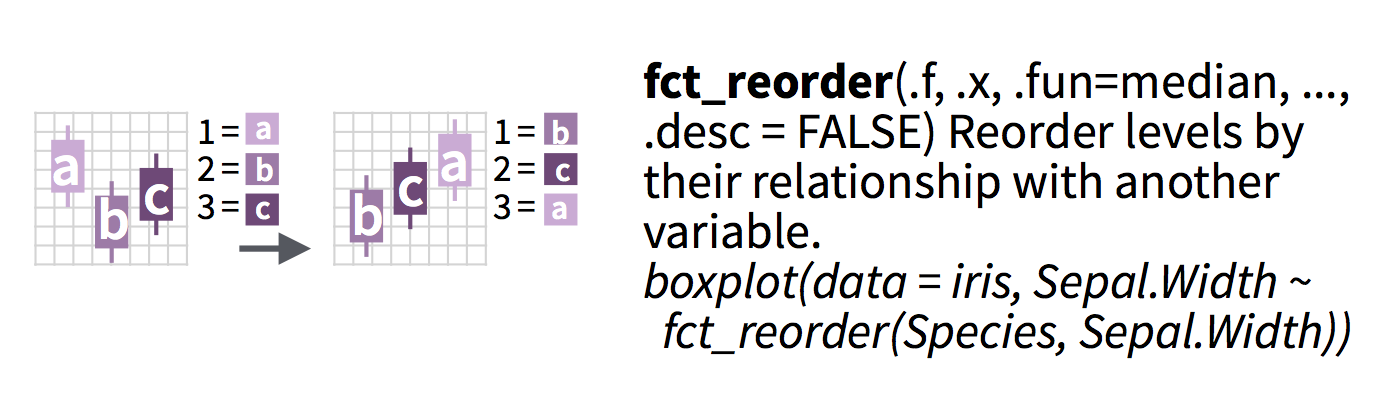 a
b
c
1 = a
2 = b
3 = c
b
c
a
1 = b
2 = c
3 = a
fct_reorder(.f, .x, .fun=median, ...,
.desc = FALSE) Reorder levels by
their relationship with another
variable.
boxplot(data = iris, Sepal.Width ~
fct_reorder(Species, Sepal.Width))